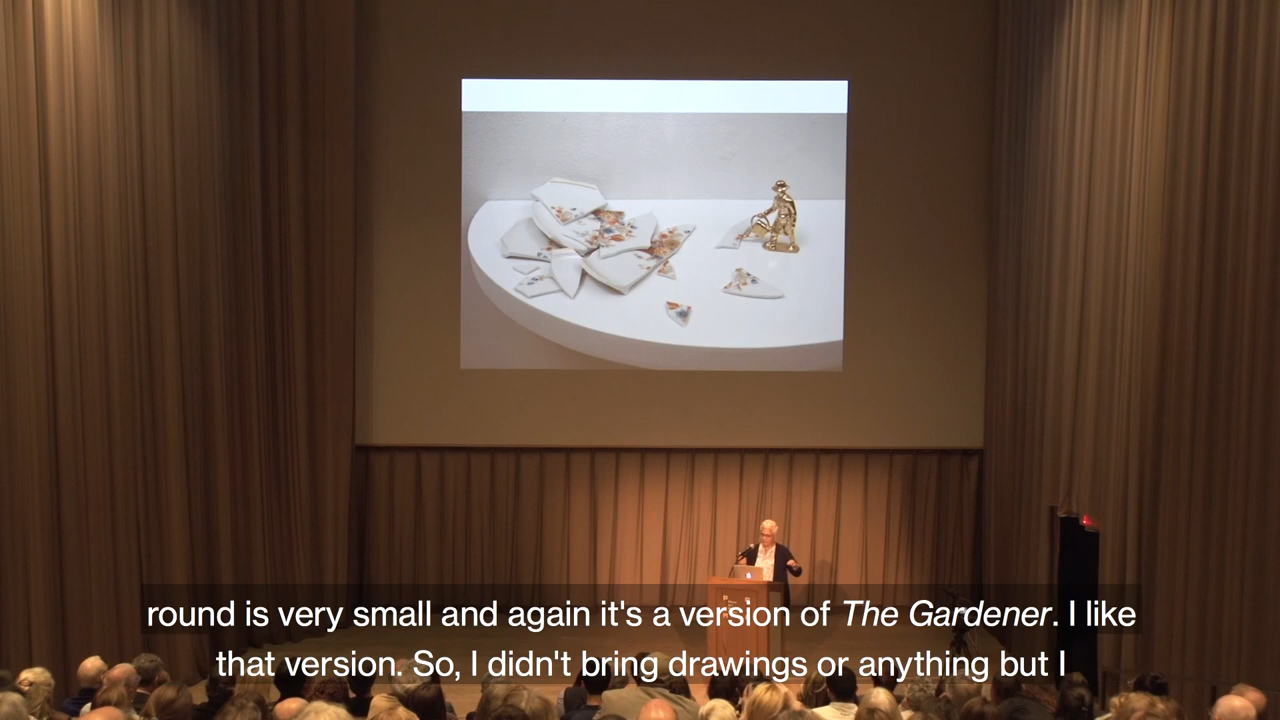 round is very small and again it's a version of The Gardener. I like
that version. So, I didn't bring drawings or anything but I